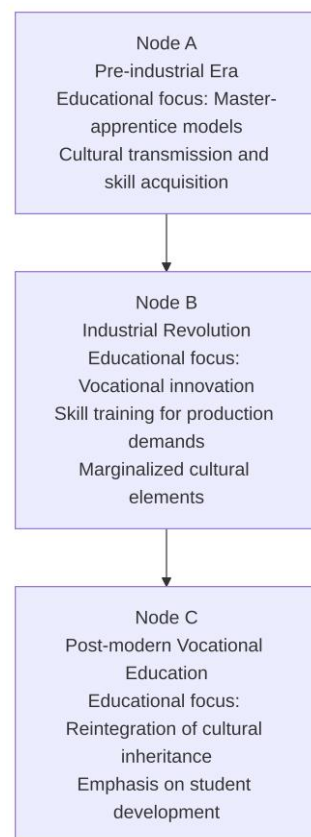 Node A
Pre-industrial Era
Educational focus: Master-
apprentice models
Cultural transmission and
skill acquisition
Node B
Industrial Revolution
Educational focus:
Vocational innovation
Skill training for production
demands
Marginalized cultural
elements
Node C
Post-modern Vocational
Education
Educational focus:
Reintegration of cultural
inheritance
Emphasis on student
development